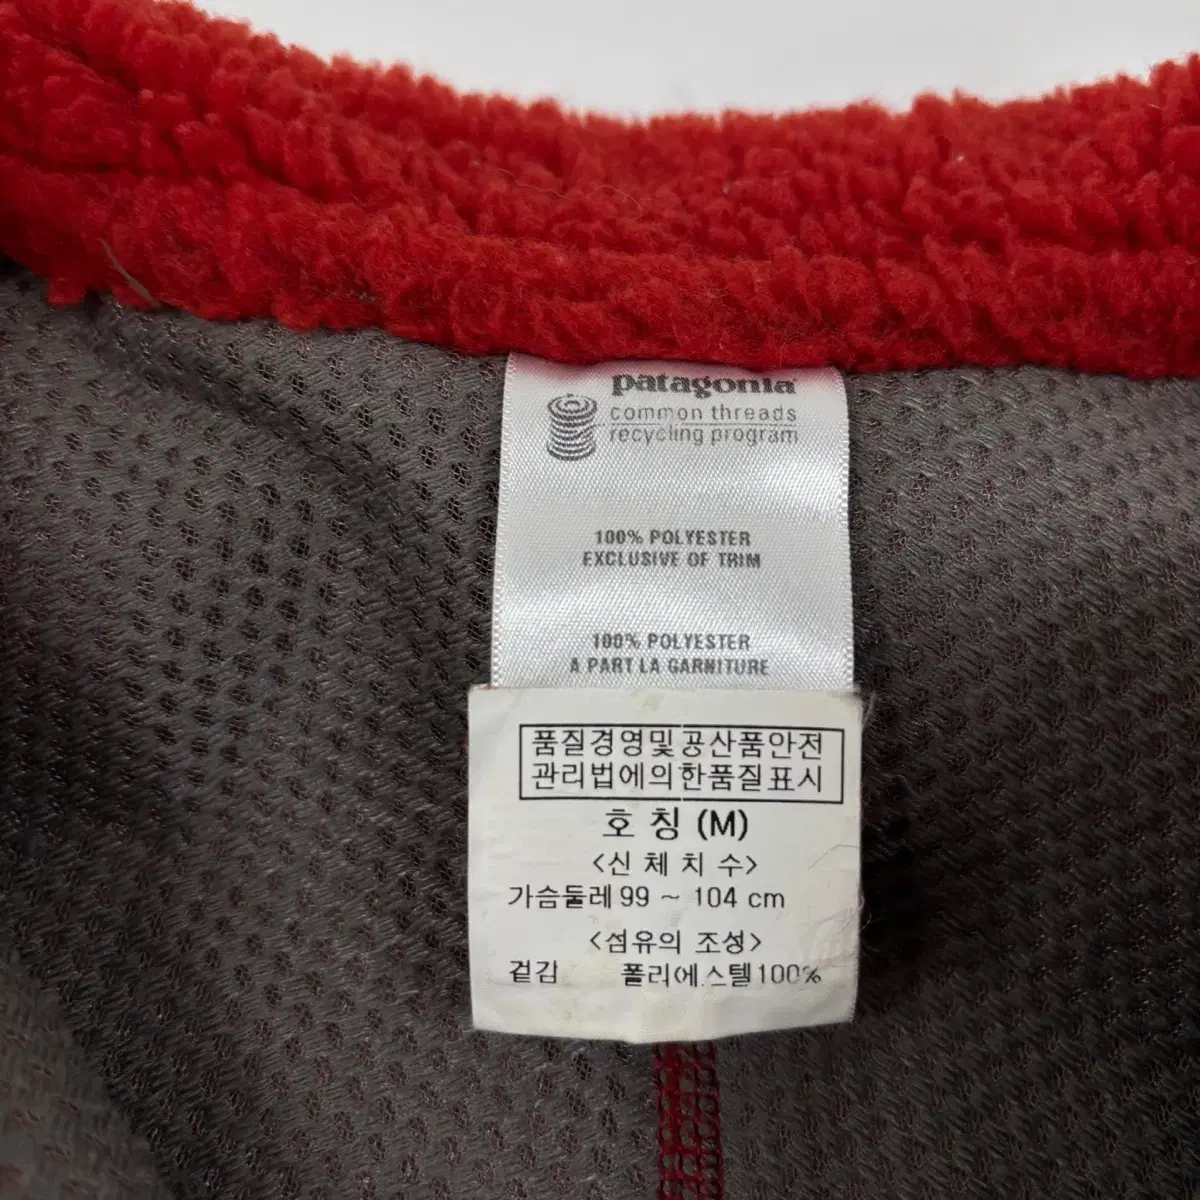 patagonia
common threads
recycling program
100% POLYESTER
EXCLUSIVE OF TRIM
100% POLYESTER
A PART LA GARNITURE
품질경영및공산품안전
관리법에의한품질표시
호 칭 (M)
<신 체 치 수>
가슴둘레 99 ~ 104 cm
<섬유의 조성>
겉감 폴리에스텔100%